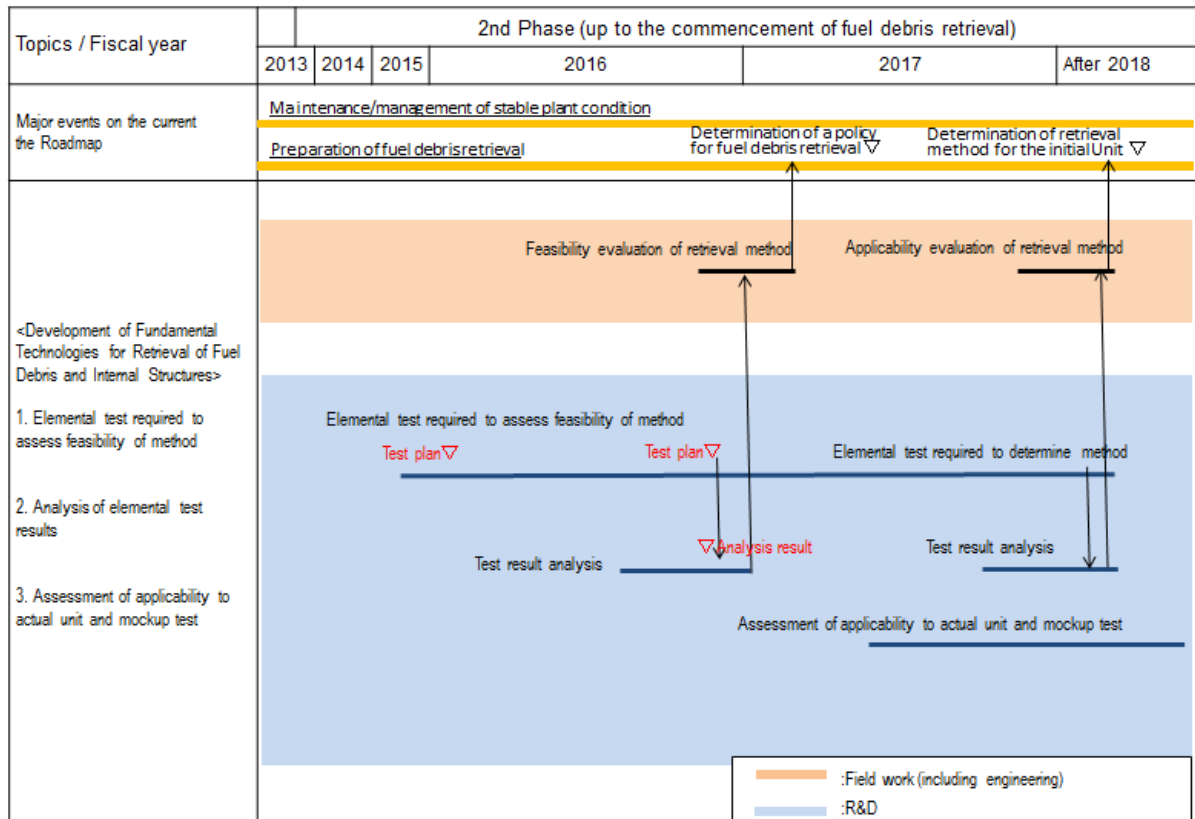 Topics / Fiscal year
2nd Phase (up to the commencement of fuel debris retrieval)
2013
2014
2015
2016
2017
After 2018
Major events on the current
the Roadmap
Maintenance/management of stable plant condition
Preparation of fuel debris retrieval
Determination of a policy
for fuel debris retrieval ▽
Determination of retrieval
method for the initial Unit ▽
Feasibility evaluation of retrieval method
Applicability evaluation of retrieval method
<Development of Fundamental
Technologies for Retrieval of Fuel
Debris and Internal Structures>
1. Elemental test required to
assess feasibility of method
Elemental test required to assess feasibility of method
Test plan▽
Test plan▽
Elemental test required to determine method
2. Analysis of elemental test
results
▽Analysis result
Test result analysis
Test result analysis
3. Assessment of applicability to
actual unit and mockup test
Assessment of applicability to actual unit and mockup test
:Field work (including engineering)
:R&D